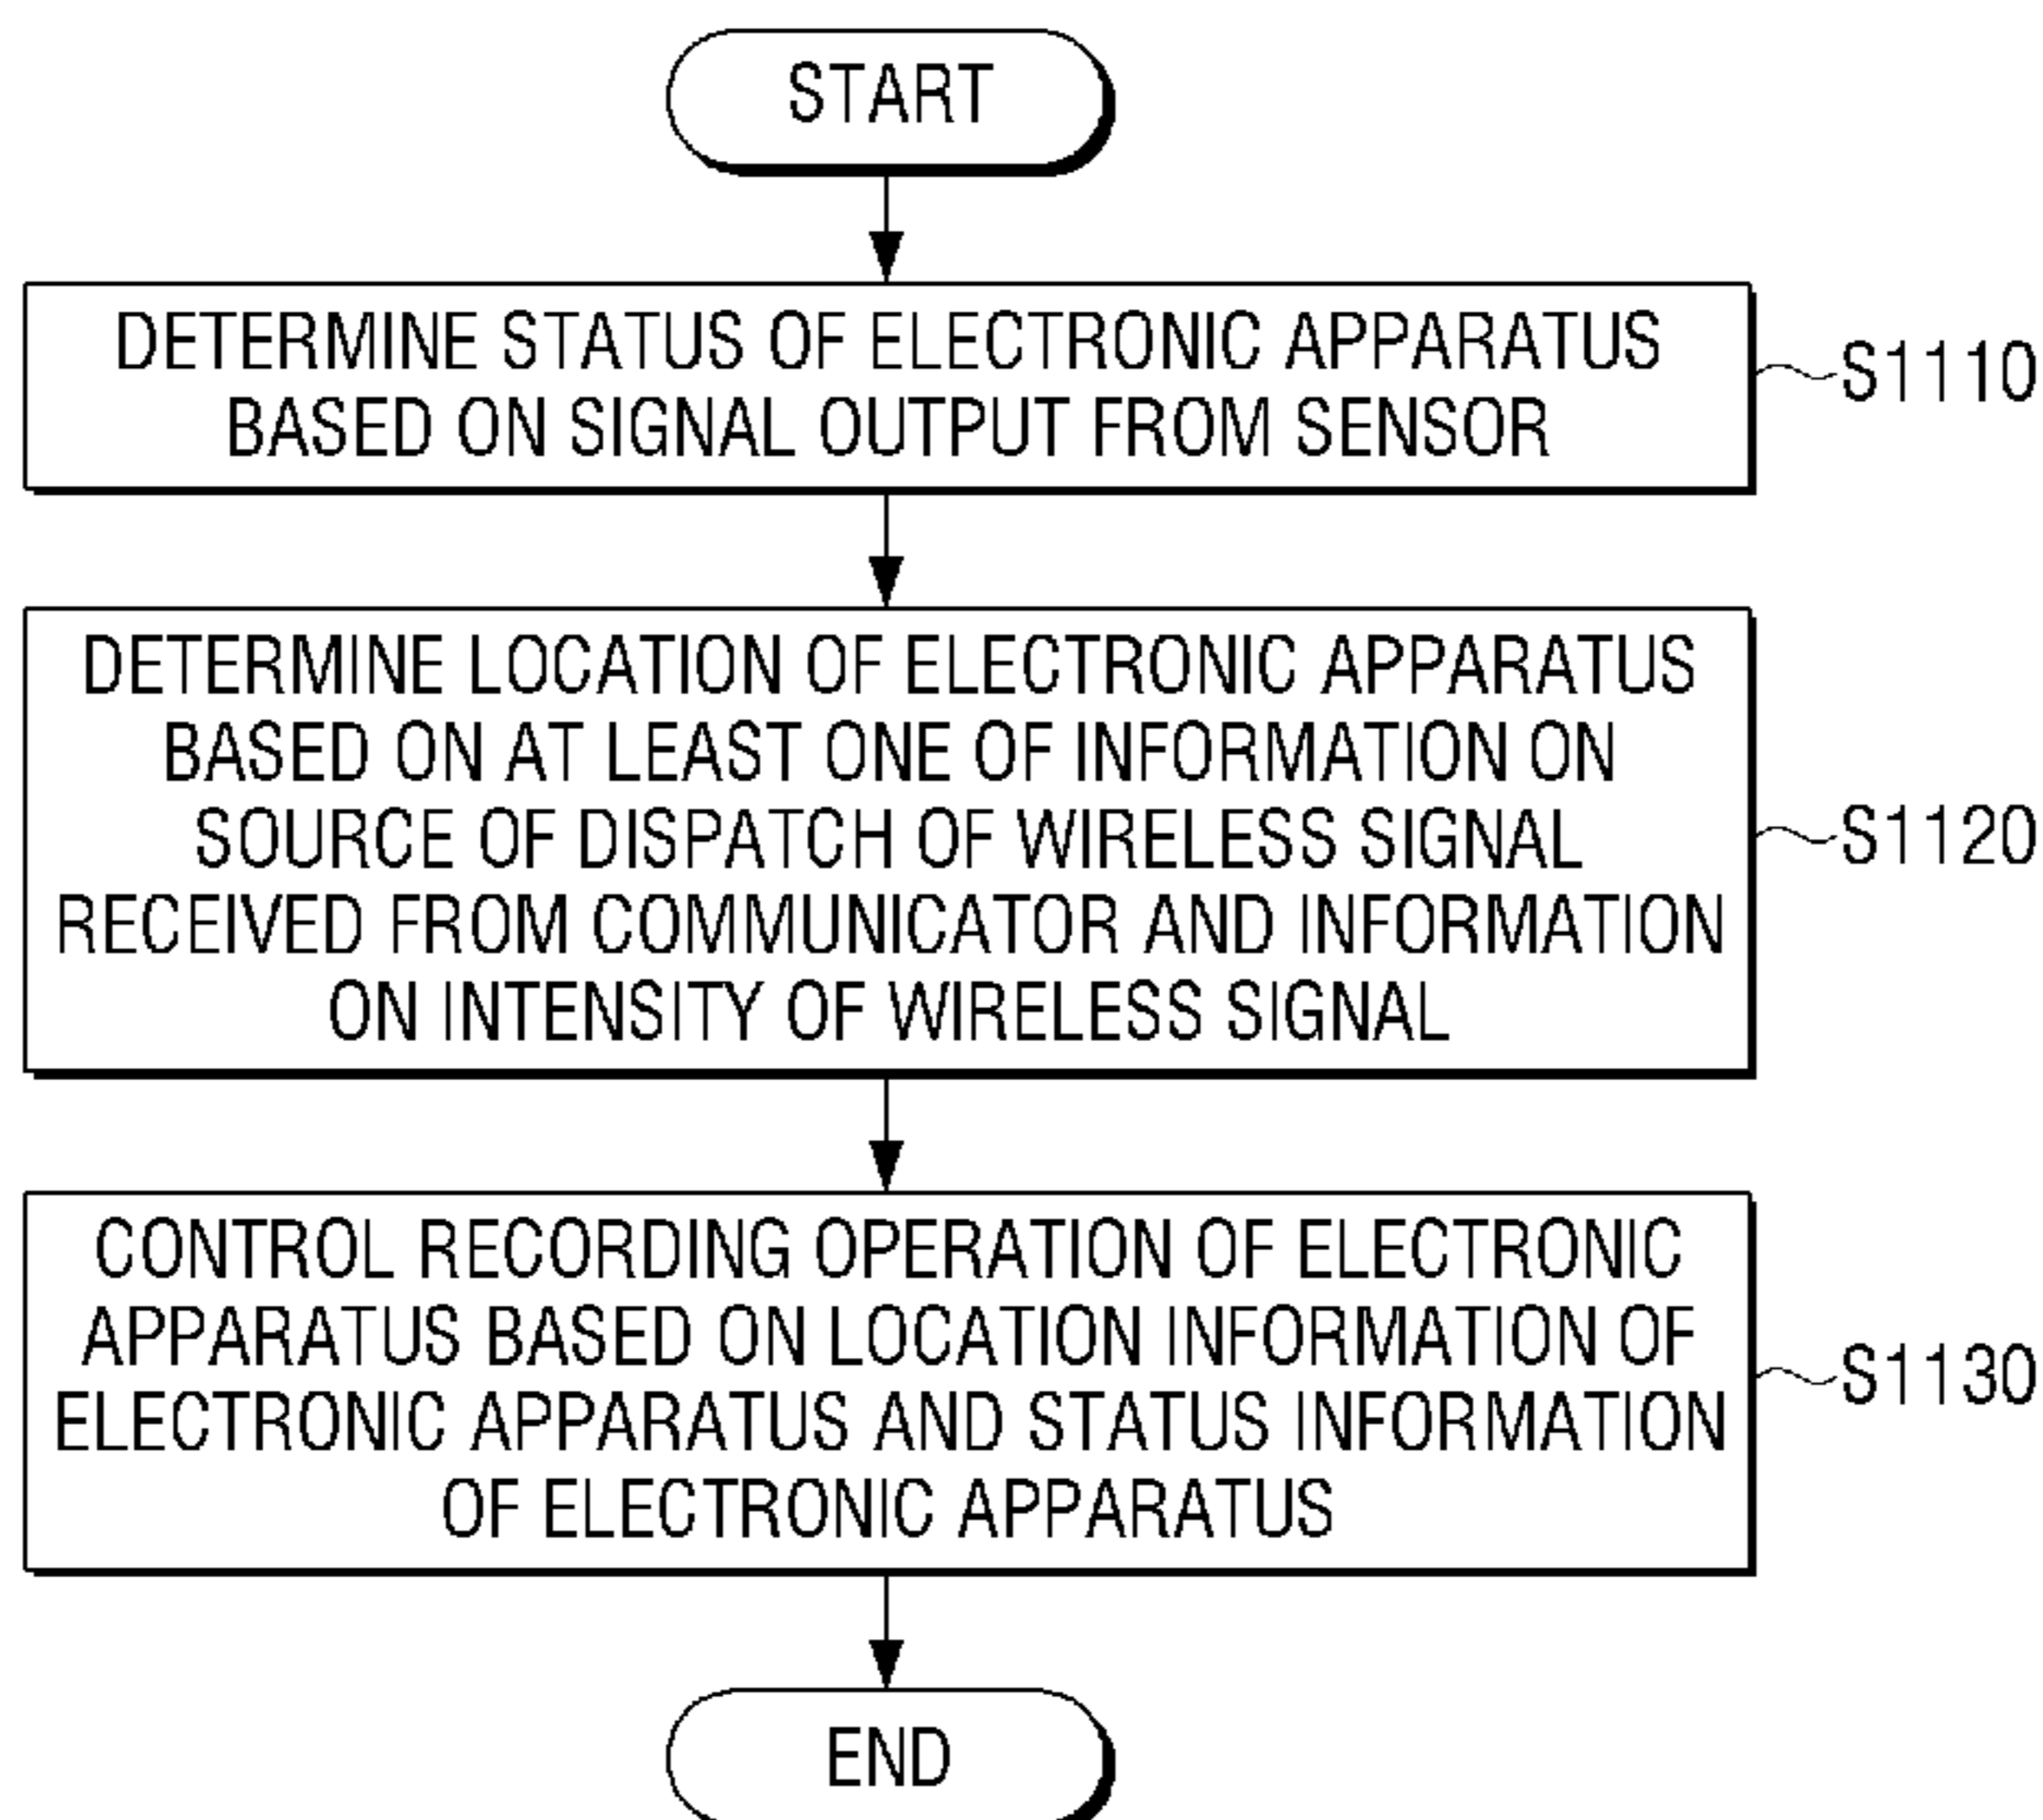 START
DETERMINE STATUS OF ELECTRONIC APPARATUS
BASED ON SIGNAL OUTPUT FROM SENSOR
S1110
DETERMINE LOCATION OF ELECTRONIC APPARATUS
BASED ON AT LEAST ONE OF INFORMATION ON
SOURCE OF DISPATCH OF WIRELESS SIGNAL
RECEIVED FROM COMMUNICATOR AND INFORMATION
ON INTENSITY OF WIRELESS SIGNAL
S1120
CONTROL RECORDING OPERATION OF ELECTRONIC
APPARATUS BASED ON LOCATION INFORMATION OF
ELECTRONIC APPARATUS AND STATUS INFORMATION
OF ELECTRONIC APPARATUS
S1130
END